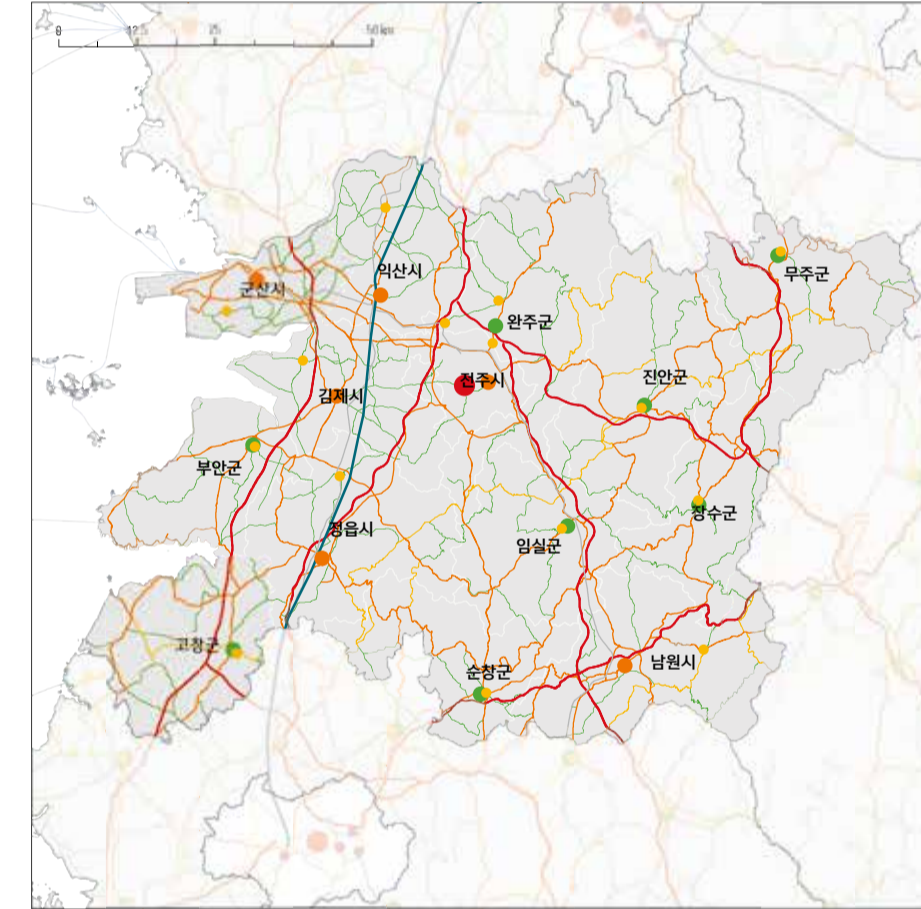 0 12.5 25 50 km
무주군
익산시
군산시
완주군
진안군
전주시
김제시
부안군
장수군
정읍시
임실군
고창군
남원시
순창군